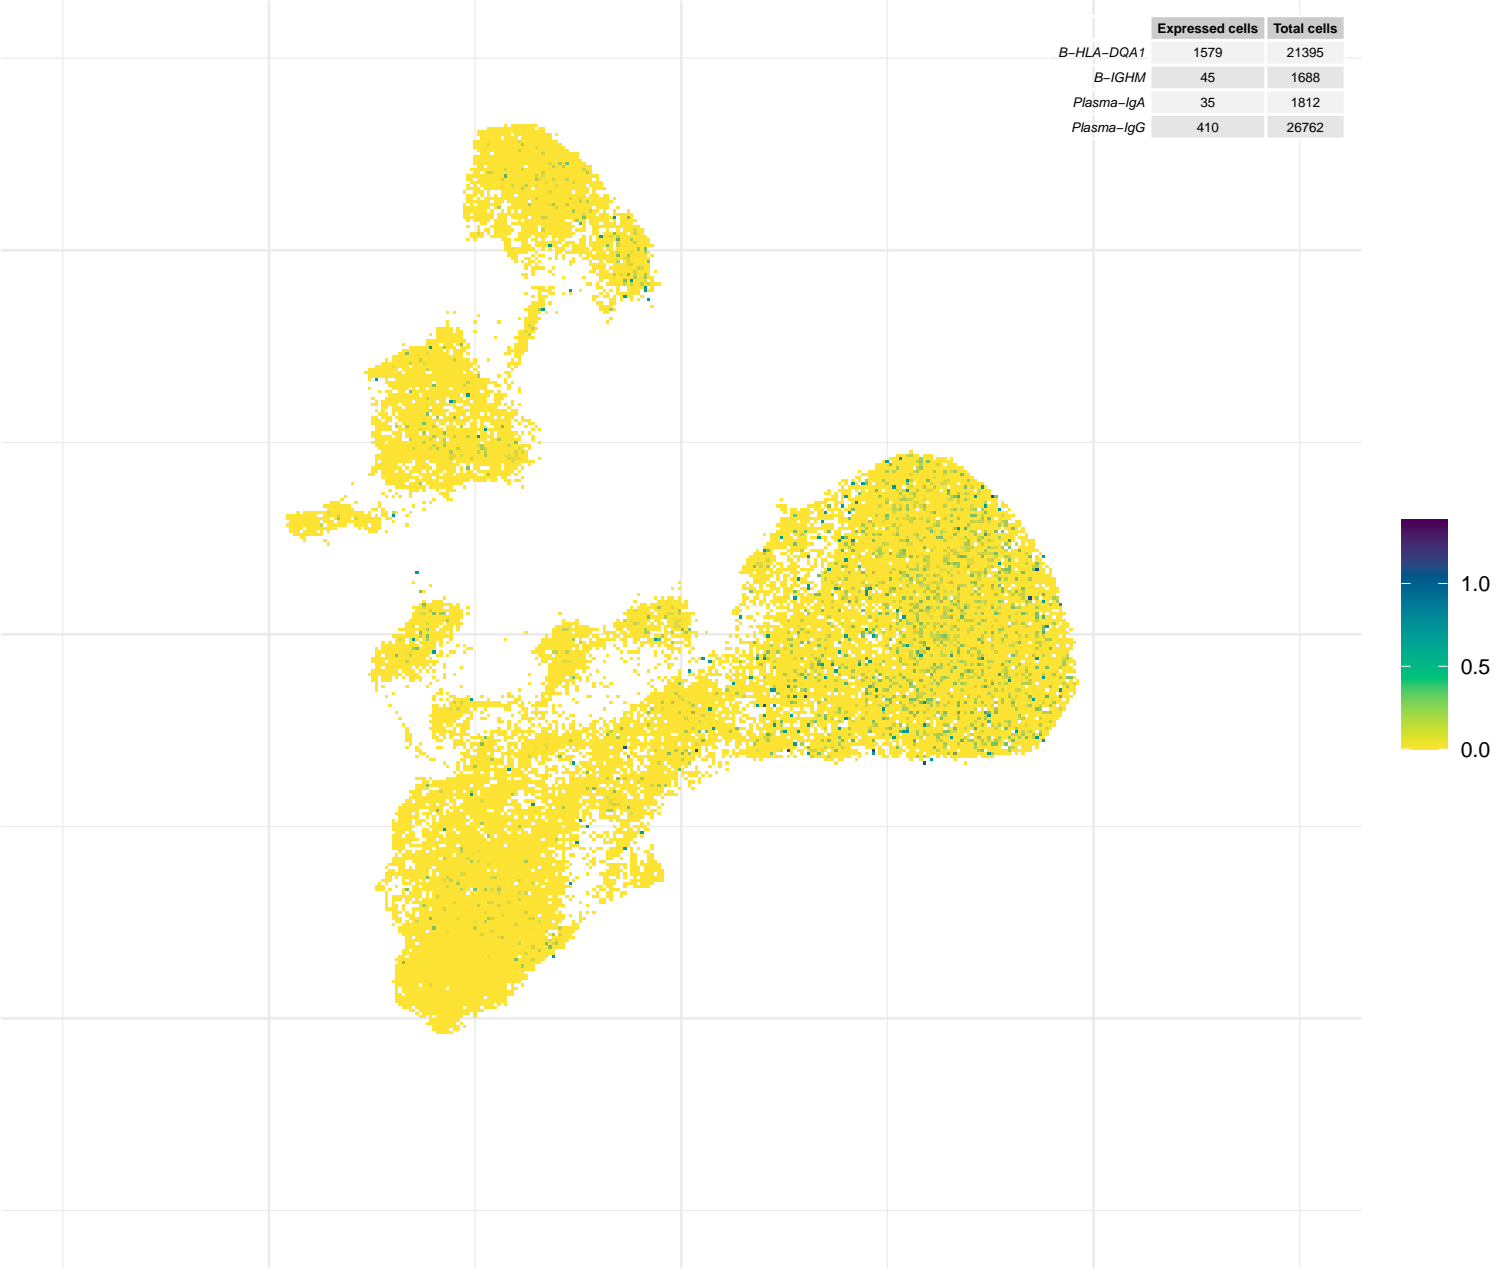 Expressed cells Total cells
B−HLA−DQA1 1579 21395
B−IGHM 45 1688
Plasma−IgA 35 1812
Plasma−IgG 410 26762
1.0
0.5
0.0